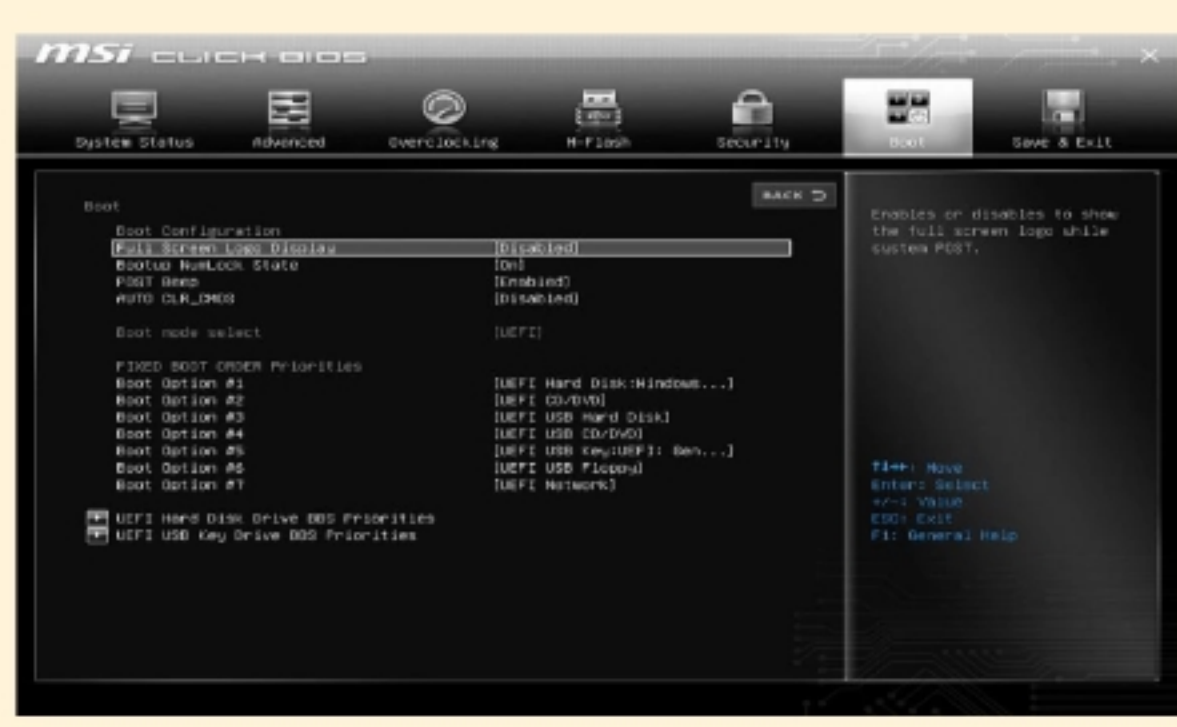 msi CLICK BIOS
System Status
Advanced
Overclocking
M-Flash
Security
Boot
Save & Exit
BACK
Boot
Boot Configuration
Full Screen Logo Display [Disabled]
Bootup NumLock State [On]
POST Beep [Enabled]
AUTO CLR_CMOS [Disabled]
Boot mode select [UEFI]
FIXED BOOT ORDER Priorities
Boot Option #1 [UEFI Hard Disk:Windows...]
Boot Option #2 [UEFI CD/DVD]
Boot Option #3 [UEFI USB Hard Disk]
Boot Option #4 [UEFI USB CD/DVD]
Boot Option #5 [UEFI USB Key:UEFI: Gen...]
Boot Option #6 [UEFI USB Floppy]
Boot Option #7 [UEFI Network]
UEFI Hard Disk Drive BBS Priorities
UEFI USB Key Drive BBS Priorities
Enables or disables to show
the full screen logo while
system POST.
↑↓→←: Move
Enter: Select
+/-: Value
ESC: Exit
F1: General Help